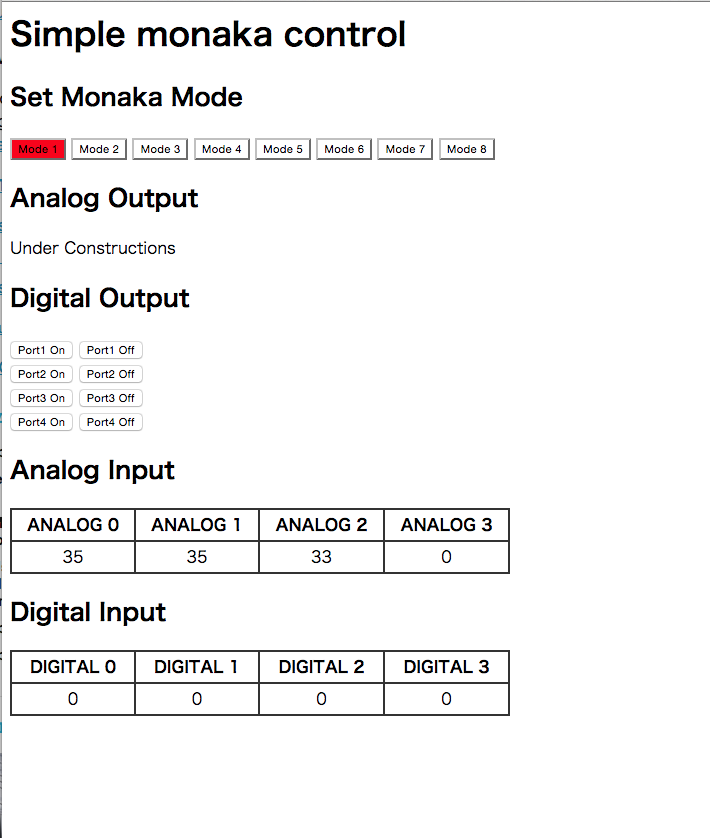 Simple monaka control
Set Monaka Mode
Mode 1 Mode 2 Mode 3 Mode 4 Mode 5 Mode 6 Mode 7 Mode 8
Analog Output
Under Constructions
Digital Output
Port1 On Port1 Off
Port2 On Port2 Off
Port3 On Port3 Off
Port4 On Port4 Off
Analog Input
ANALOG 0 ANALOG 1 ANALOG 2 ANALOG 3
35 35 33 0
Digital Input
DIGITAL 0 DIGITAL 1 DIGITAL 2 DIGITAL 3
0 0 0 0